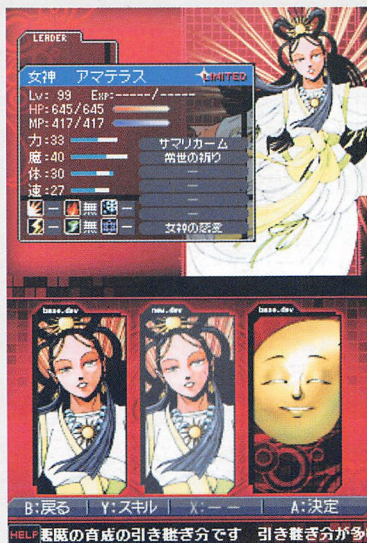 LEADER
女神 アマテラス LIMITED
Lv: 99 Exp:-----/-----
HP:645/645
MP:417/417
力:33
魔:40
体:30
速:27
サマリカーム
常世の祈り
—
—
—
—
女神の慈愛
— 無 —
— 無 —
base.dev
new.dev
base.dev
B:戻る Y:スキル X:—— A:決定
HELP 悪魔の育成の引き継ぎ分です 引き継ぎ分が多